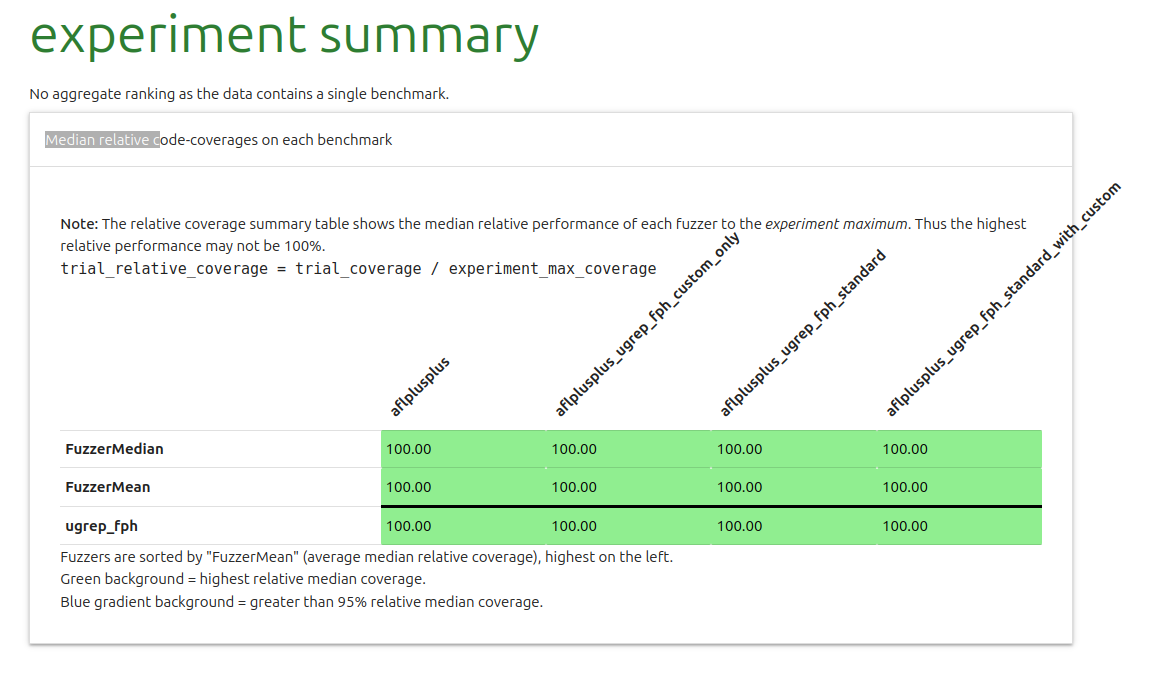 experiment summary
No aggregate ranking as the data contains a single benchmark.
Median relative code-coverages on each benchmark
Note: The relative coverage summary table shows the median relative performance of each fuzzer to the experiment maximum. Thus the highest
relative performance may not be 100%.
trial_relative_coverage = trial_coverage / experiment_max_coverage
aflplusplus
aflplusplus_ugrep_fph_custom_only
aflplusplus_ugrep_fph_standard
aflplusplus_ugrep_fph_standard_with_custom
FuzzerMedian 100.00 100.00 100.00 100.00
FuzzerMean 100.00 100.00 100.00 100.00
ugrep_fph 100.00 100.00 100.00 100.00
Fuzzers are sorted by "FuzzerMean" (average median relative coverage), highest on the left.
Green background = highest relative median coverage.
Blue gradient background = greater than 95% relative median coverage.